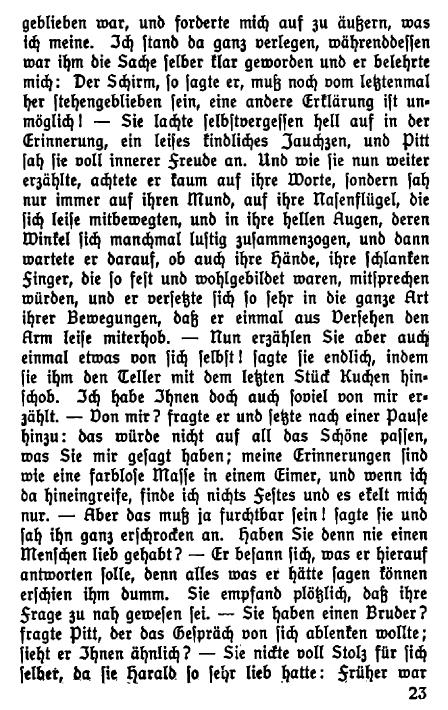 geblieben war, und forderte mich auf zu äußern, was
ich meine. Ich stand da ganz verlegen, währenddessen
war ihm die Sache selber klar geworden und er belehrte
mich: Der Schirm, so sagte er, muß noch vom letztenmal
her stehengeblieben sein, eine andere Erklärung ist un-
möglich! — Sie lachte selbstvergessen hell auf in der
Erinnerung, ein leises kindliches Jauchzen, und Pitt
sah sie voll innerer Freude an. Und wie sie nun weiter
erzählte, achtete er kaum auf ihre Worte, sondern sah
nur immer auf ihren Mund, auf ihre Nasenflügel, die
sich leise mitbewegten, und in ihre hellen Augen, deren
Winkel sich manchmal lustig zusammenzogen, und dann
wartete er darauf, ob auch ihre Hände, ihre schlanken
Finger, die so fest und wohlgebildet waren, mitsprechen
würden, und er versetzte sich so sehr in die ganze Art
ihrer Bewegungen, daß er einmal aus Versehen den
Arm leise miterhob. — Nun erzählen Sie aber auch
einmal etwas von sich selbst! sagte sie endlich, indem
sie ihm den Teller mit dem letzten Stück Kuchen hin-
schob. Ich habe Ihnen doch auch soviel von mir er-
zählt. — Von mir? fragte er und setzte nach einer Pause
hinzu: das würde nicht auf all das Schöne passen,
was Sie mir gesagt haben; meine Erinnerungen sind
wie eine farblose Masse in einem Eimer, und wenn ich
da hineingreife, finde ich nichts Festes und es ekelt mich
nur. — Aber das muß ja furchtbar sein! sagte sie und
sah ihn ganz erschrocken an. Haben Sie denn nie einen
Menschen lieb gehabt? — Er besann sich, was er hierauf
antworten solle, denn alles was er hätte sagen können
erschien ihm dumm. Sie empfand plötzlich, daß ihre
Frage zu nah gewesen sei. — Sie haben einen Bruder?
fragte Pitt, der das Gespräch von sich ablenken wollte;
sieht er Ihnen ähnlich? — Sie nickte voll Stolz für sich
selber, da sie Harald so sehr lieb hatte: Früher war
23